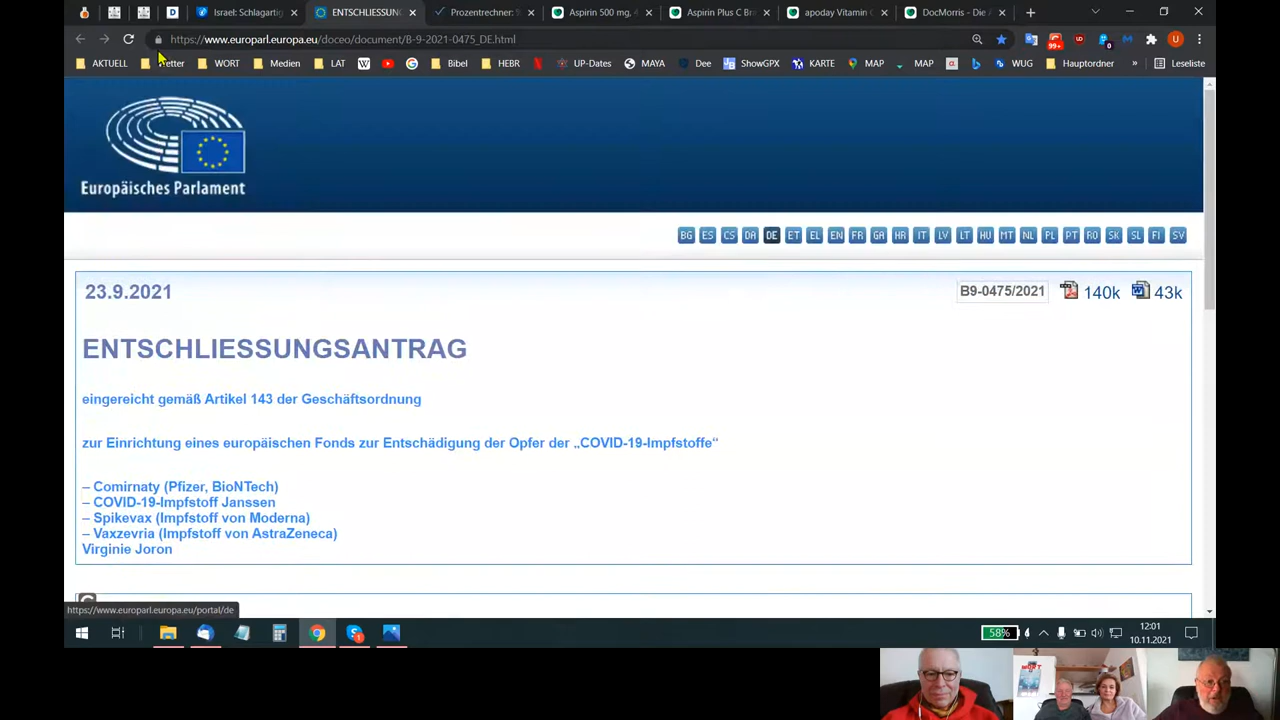 Israel: Schlagartig
ENTSCHLIESSUNG
Prozentrechner:
Aspirin 500 mg, 4
Aspirin Plus C Br
apoday Vitamin C
DocMorris - Die A
https://www.europarl.europa.eu/doceo/document/B-9-2021-0475_DE.html
99+
0
U
AKTUELL
etter
WORT
Medien
LAT
Bibel
HEBR
UP-Dates
MAYA
Dee
ShowGPX
KARTE
MAP
MAP
WUG
Hauptordner
»
Leseliste
Europäisches Parlament
BG ES CS DA DE ET EL EN FR GA HR IT LV LT HU MT NL PL PT RO SK SL FI SV
23.9.2021
B9-0475/2021
140k
43k
ENTSCHLIESSUNGSANTRAG
eingereicht gemäß Artikel 143 der Geschäftsordnung
zur Einrichtung eines europäischen Fonds zur Entschädigung der Opfer der „COVID-19-Impfstoffe“
– Comirnaty (Pfizer, BioNTech)
– COVID-19-Impfstoff Janssen
– Spikevax (Impfstoff von Moderna)
– Vaxzevria (Impfstoff von AstraZeneca)
Virginie Joron
https://www.europarl.europa.eu/portal/de
58%
12:01
10.11.2021